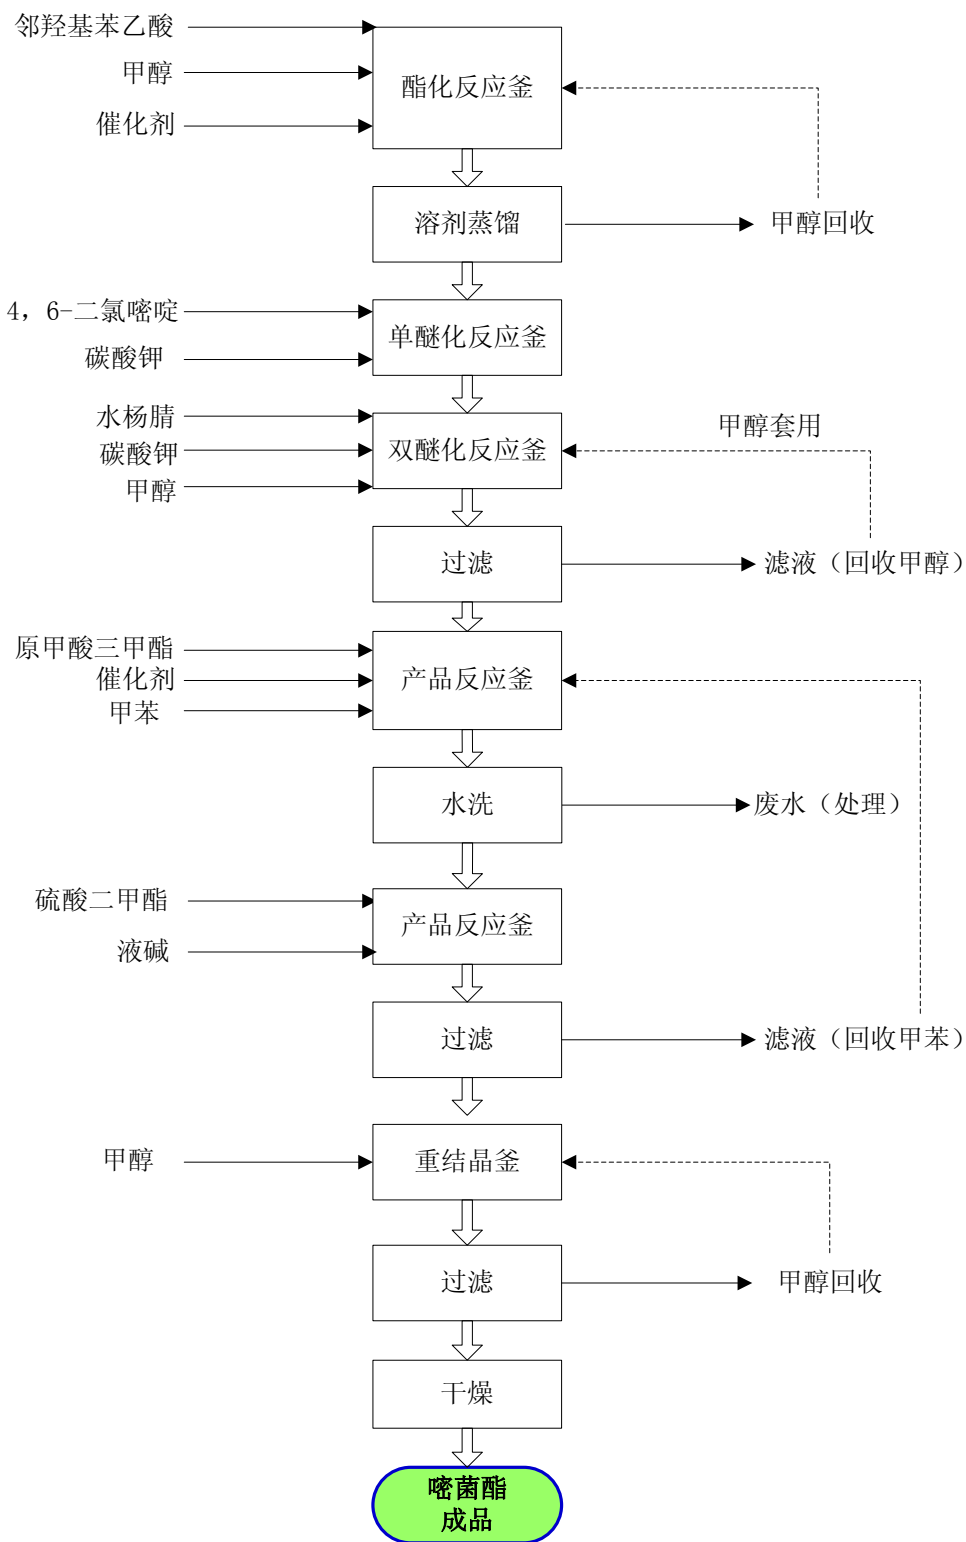 邻羟基苯乙酸
甲醇
催化剂
酯化反应釜
溶剂蒸馏
甲醇回收
4，6-二氯嘧啶
碳酸钾
单醚化反应釜
水杨腈
碳酸钾
甲醇
双醚化反应釜
甲醇套用
过滤
滤液（回收甲醇）
原甲酸三甲酯
催化剂
甲苯
产品反应釜
水洗
废水（处理）
硫酸二甲酯
液碱
产品反应釜
过滤
滤液（回收甲苯）
甲醇
重结晶釜
过滤
甲醇回收
干燥
嘧菌酯
成品